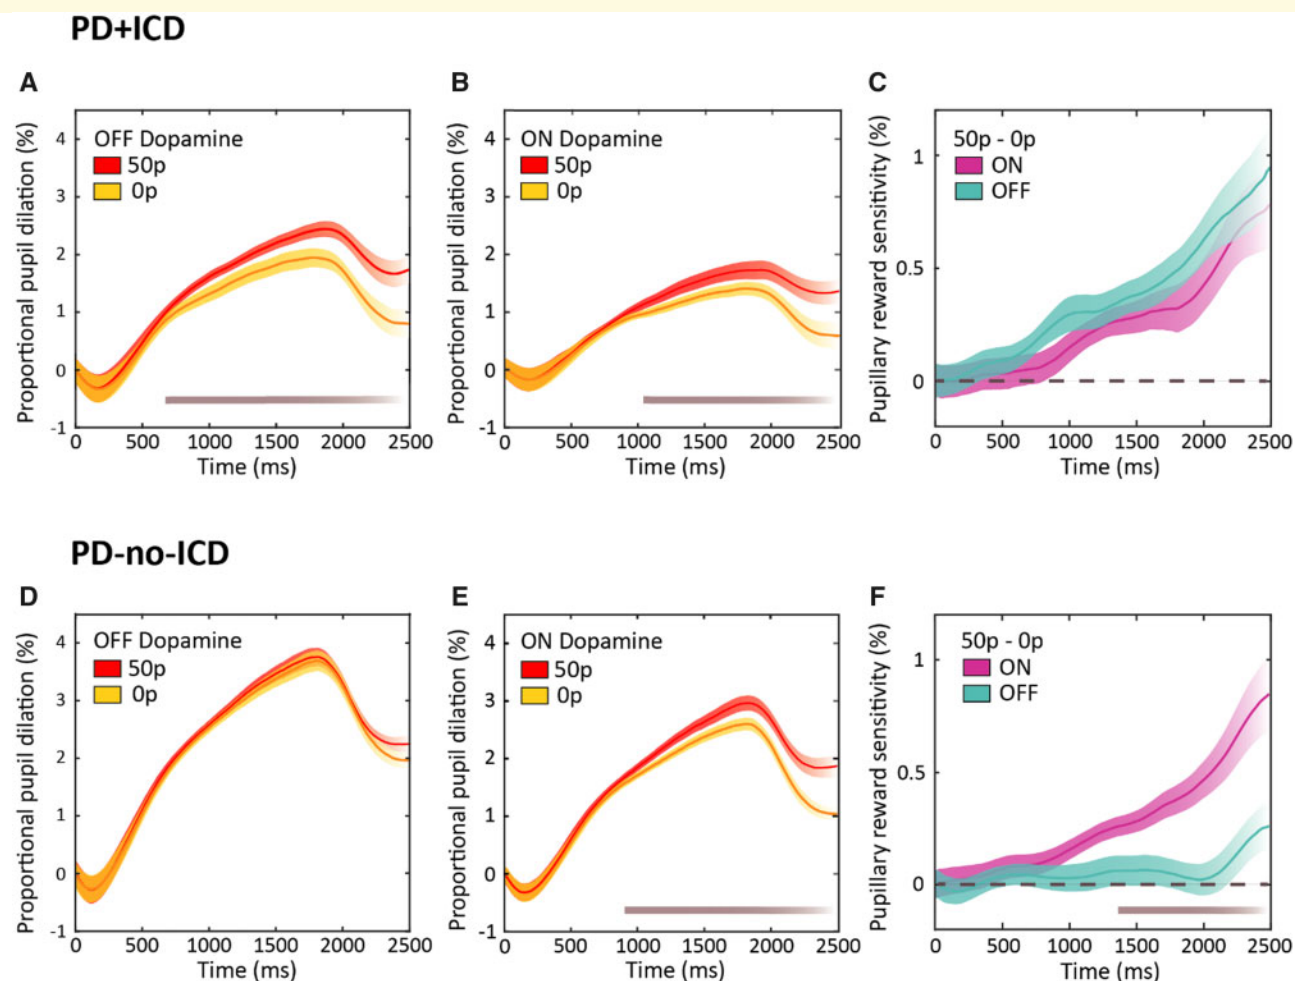 PD+ICD
A
Proportional pupil dilation (%)
OFF Dopamine
50p
0p
4
3
2
1
0
-1
0 500 1000 1500 2000 2500
Time (ms)
B
Proportional pupil dilation (%)
ON Dopamine
50p
0p
4
3
2
1
0
-1
0 500 1000 1500 2000 2500
Time (ms)
C
Pupillary reward sensitivity (%)
50p - 0p
ON
OFF
1
0.5
0
0 500 1000 1500 2000 2500
Time (ms)
PD-no-ICD
D
Proportional pupil dilation (%)
OFF Dopamine
50p
0p
4
3
2
1
0
-1
0 500 1000 1500 2000 2500
Time (ms)
E
Proportional pupil dilation (%)
ON Dopamine
50p
0p
4
3
2
1
0
-1
0 500 1000 1500 2000 2500
Time (ms)
F
Pupillary reward sensitivity (%)
50p - 0p
ON
OFF
1
0.5
0
0 500 1000 1500 2000 2500
Time (ms)